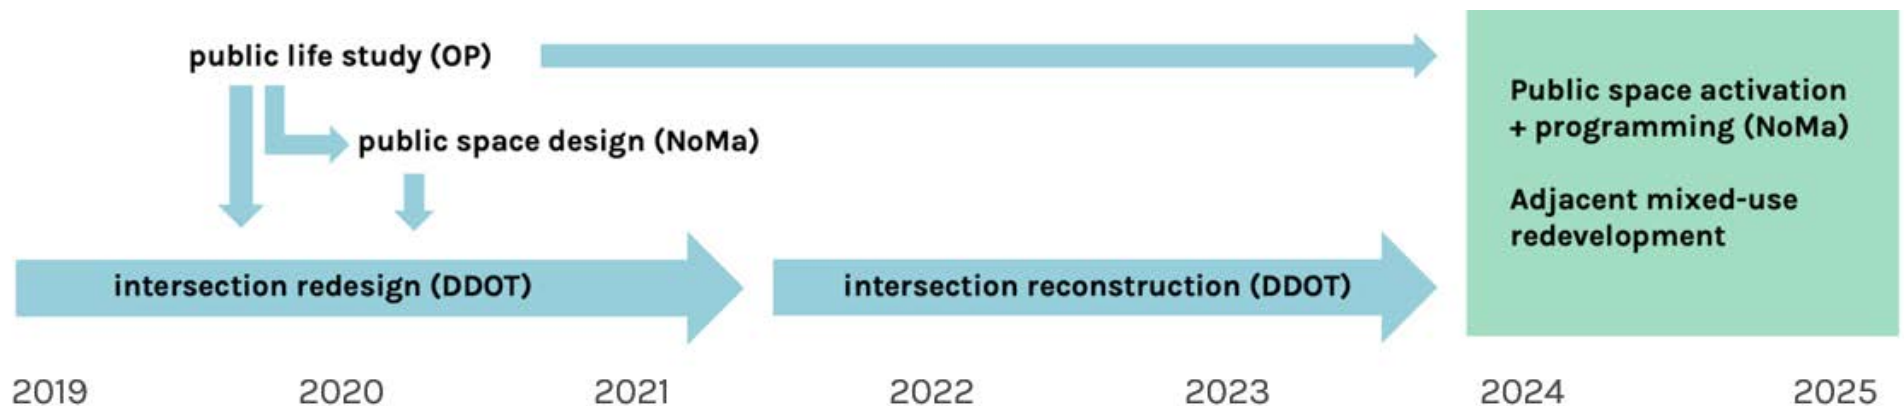 public life study (OP)
public space design (NoMa)
intersection redesign (DDOT)
intersection reconstruction (DDOT)
Public space activation
+ programming (NoMa)
Adjacent mixed-use
redevelopment
2019 2020 2021 2022 2023 2024 2025